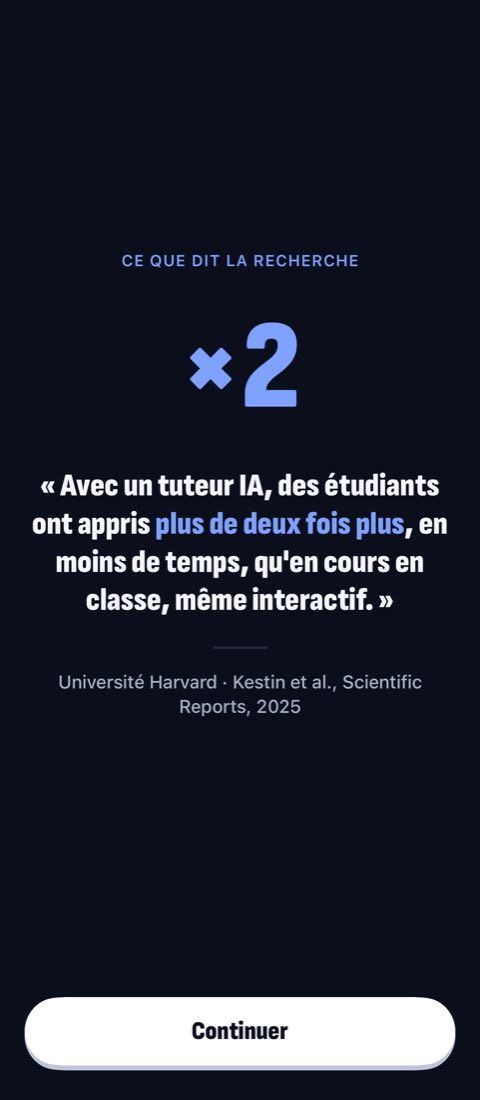 CE QUE DIT LA RECHERCHE
×2
« Avec un tuteur IA, des étudiants
ont appris plus de deux fois plus, en
moins de temps, qu'en cours en
classe, même interactif. »
Université Harvard · Kestin et al., Scientific
Reports, 2025
Continuer